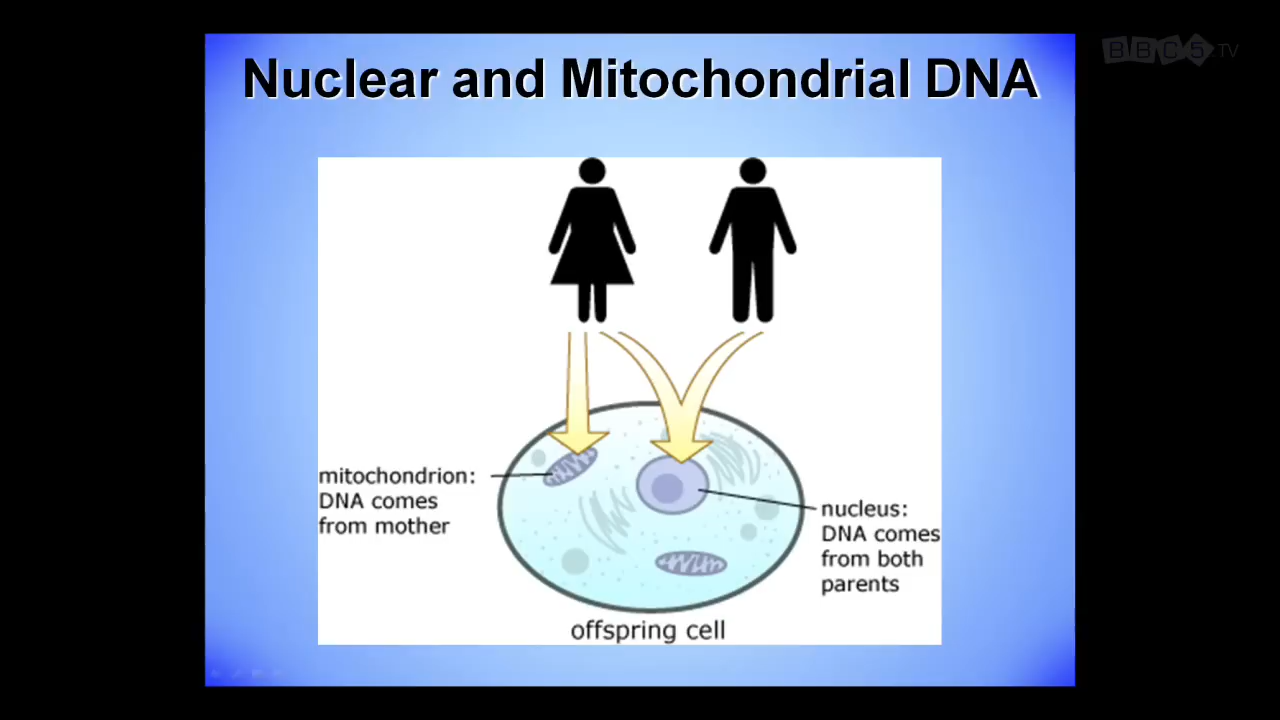 BBC5.TV
Nuclear and Mitochondrial DNA
mitochondrion:
DNA comes
from mother
nucleus:
DNA comes
from both
parents
offspring cell